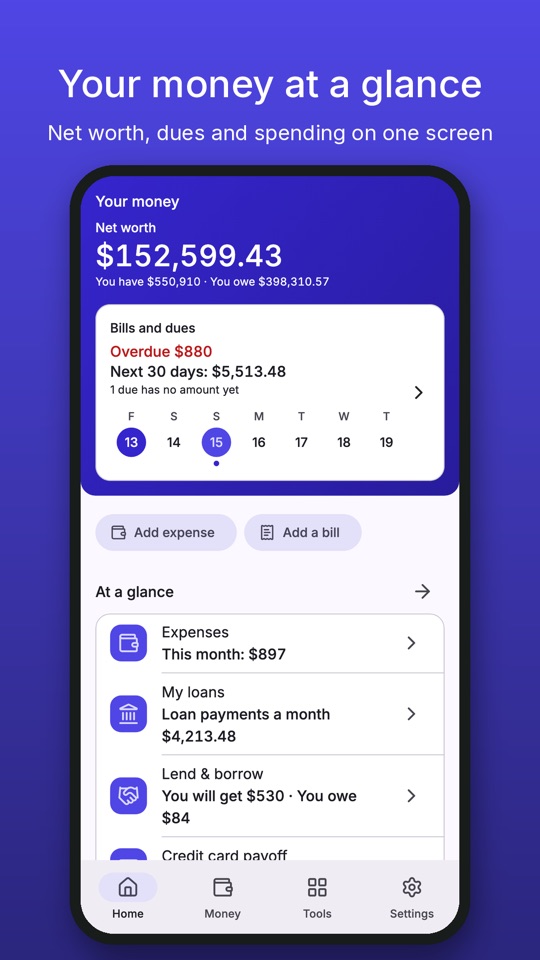 Your money at a glance
Net worth, dues and spending on one screen
Your money
Net worth
$152,599.43
You have $550,910 · You owe $398,310.57
Bills and dues
Overdue $880
Next 30 days: $5,513.48
1 due has no amount yet
F S S M T W T
13 14 15 16 17 18 19
Add expense Add a bill
At a glance
Expenses
This month: $897
My loans
Loan payments a month
$4,213.48
Lend & borrow
You will get $530 · You owe
$84
Credit card payoff
Home Money Tools Settings